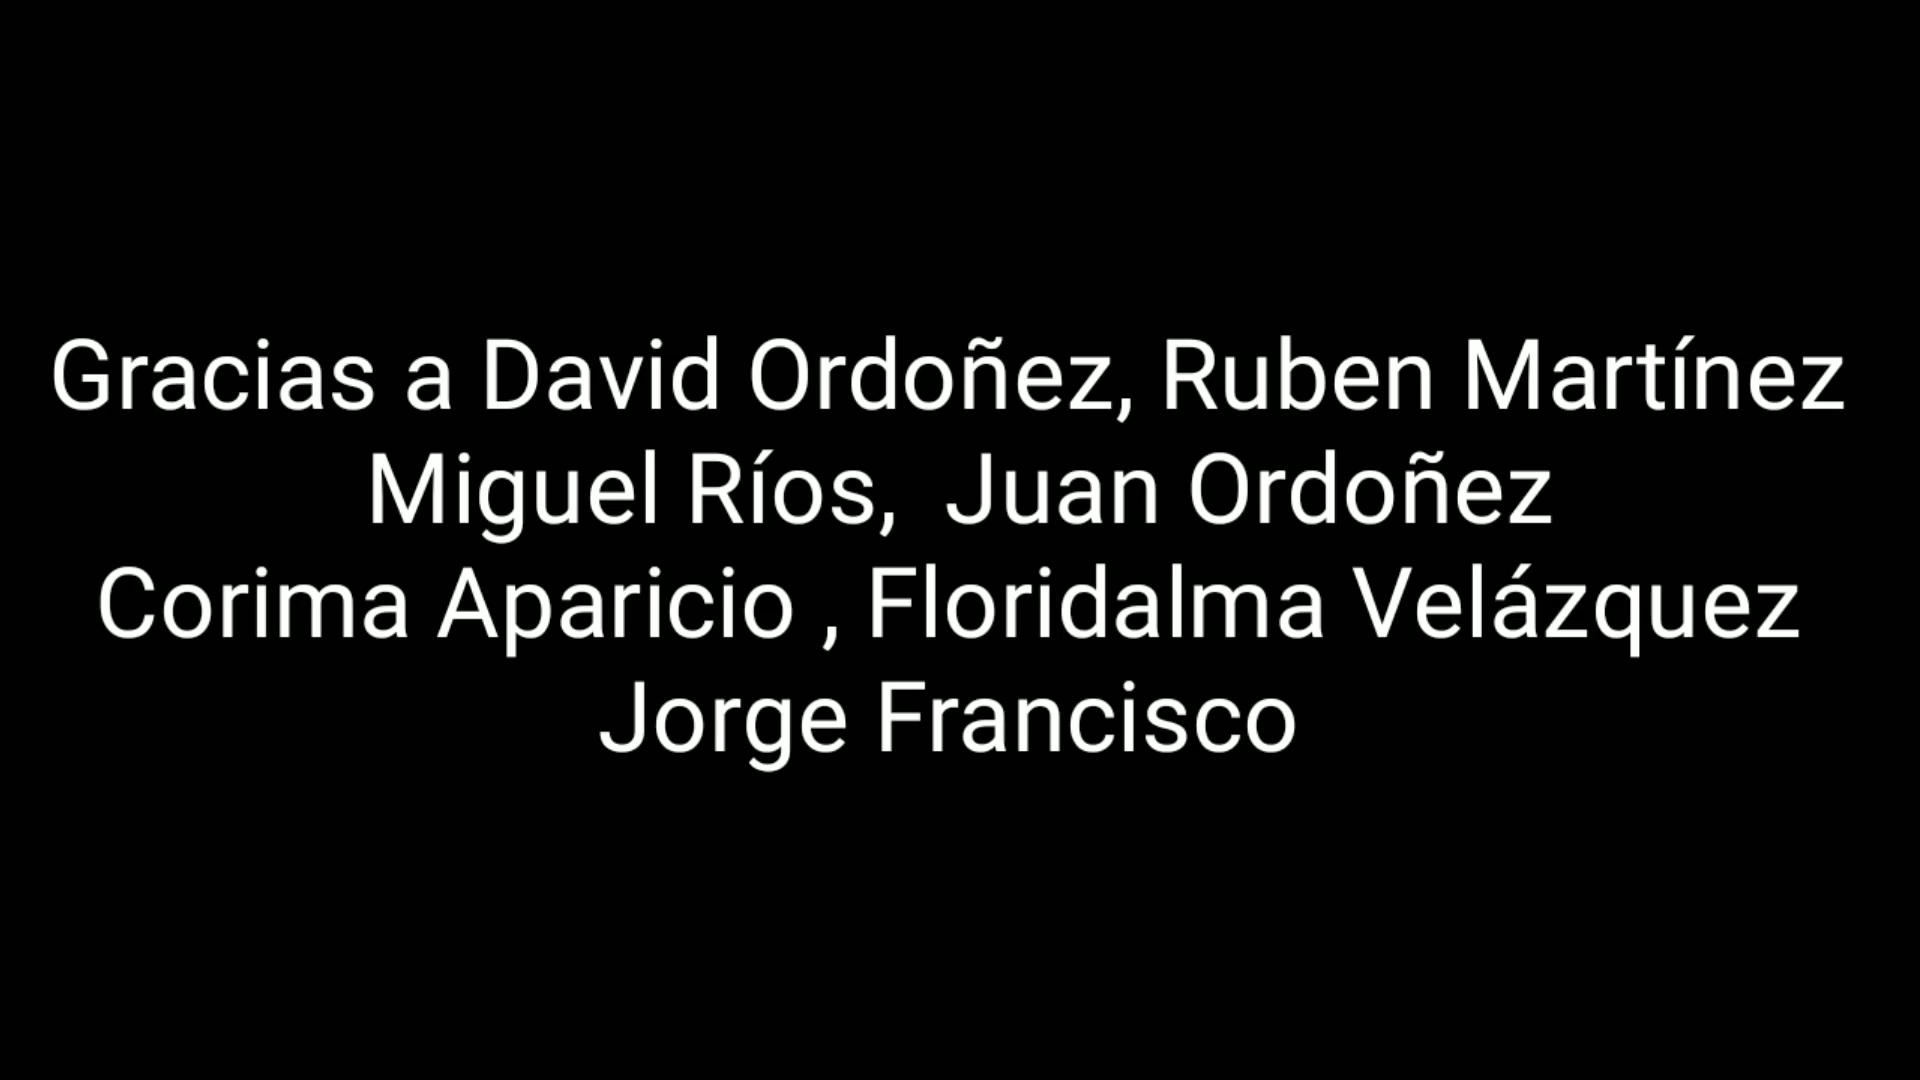 Gracias a David Ordoñez, Ruben Martínez
Miguel Ríos,  Juan Ordoñez
Corima Aparicio , Floridalma Velázquez
Jorge Francisco